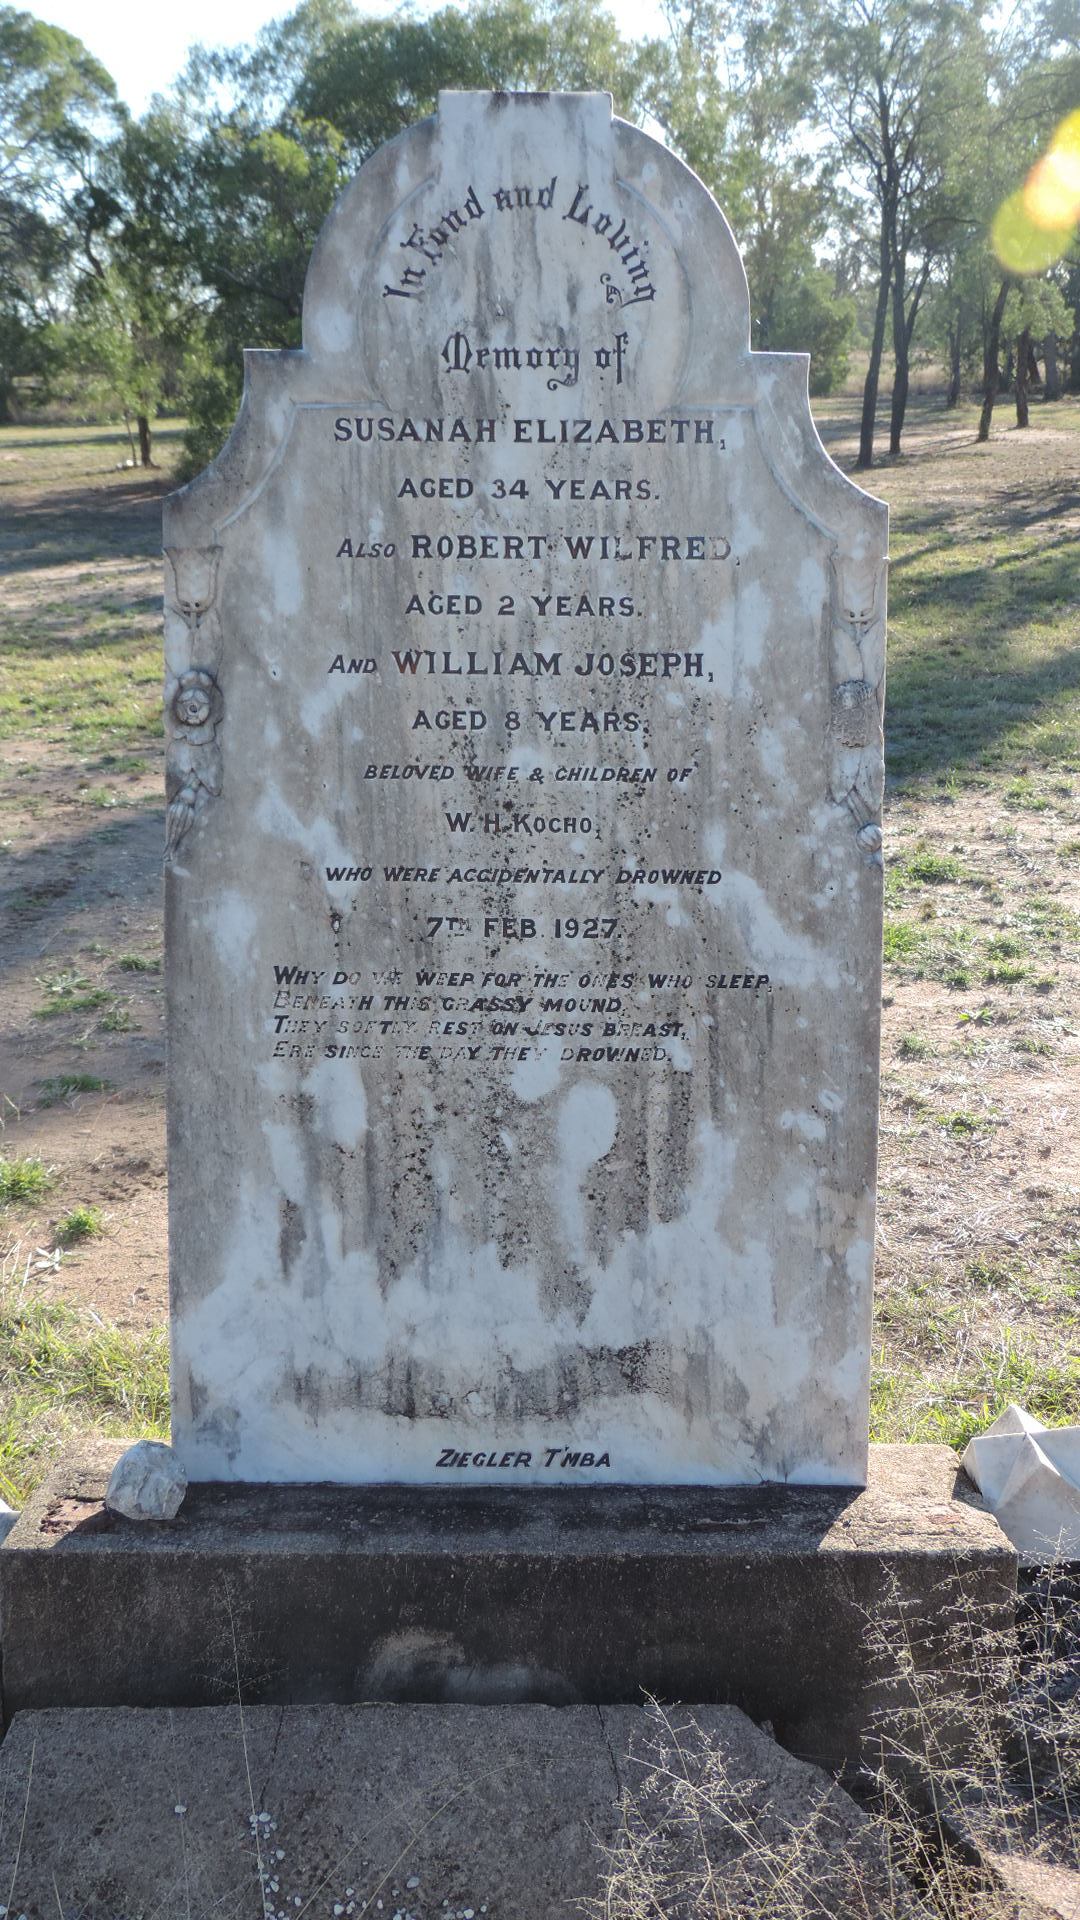 In Fond and Loving
Memory of
SUSANAH ELIZABETH,
AGED 34 YEARS.
ALSO ROBERT WILFRED,
AGED 2 YEARS.
AND WILLIAM JOSEPH,
AGED 8 YEARS,
BELOVED WIFE & CHILDREN OF
W. H. KOCHO,
WHO WERE ACCIDENTALLY DROWNED
7TH FEB. 1927.
WHY DO WE WEEP FOR THE ONES WHO SLEEP,
BENEATH THIS GRASSY MOUND,
THEY SOFTLY REST ON JESUS BREAST,
ERE SINCE THE DAY THEY DROWNED.
ZIEGLER T'MBA